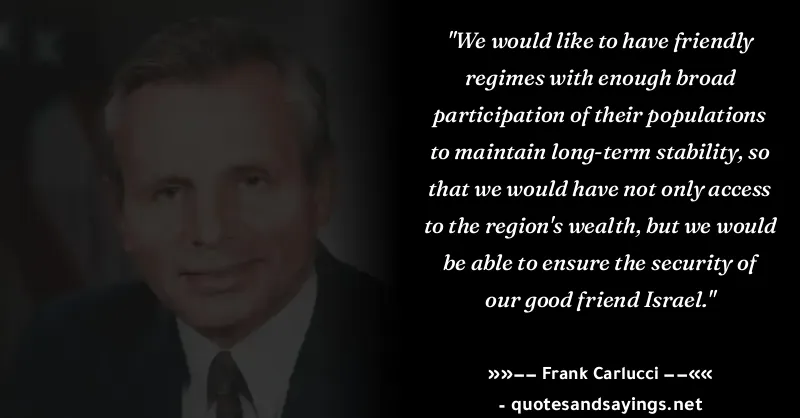 "We would like to have friendly
regimes with enough broad
participation of their populations
to maintain long-term stability, so
that we would have not only access
to the region's wealth, but we would
be able to ensure the security of
our good friend Israel."
»»−− Frank Carlucci −−««
- quotesandsayings.net